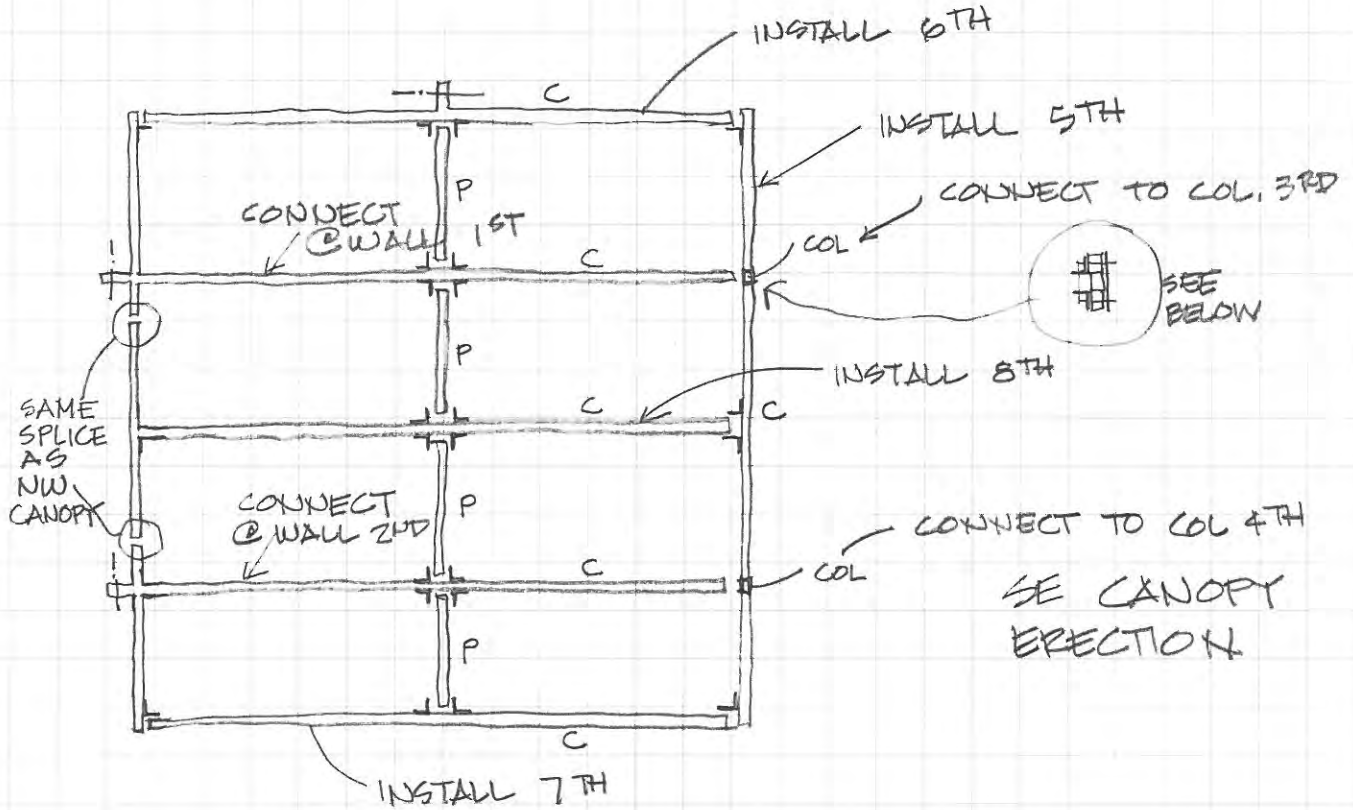 INSTALL 6TH
C
INSTALL 5TH
P
CONNECT TO COL. 3RD
CONNECT
@ WALL 1ST
C
COL
SEE
BELOW
P
INSTALL 8TH
C
C
SAME
SPLICE
AS
NW
CANOPY
CONNECT
@ WALL 2ND
P
CONNECT TO COL 4TH
C
COL
SE CANOPY
ERECTION
P
C
INSTALL 7TH